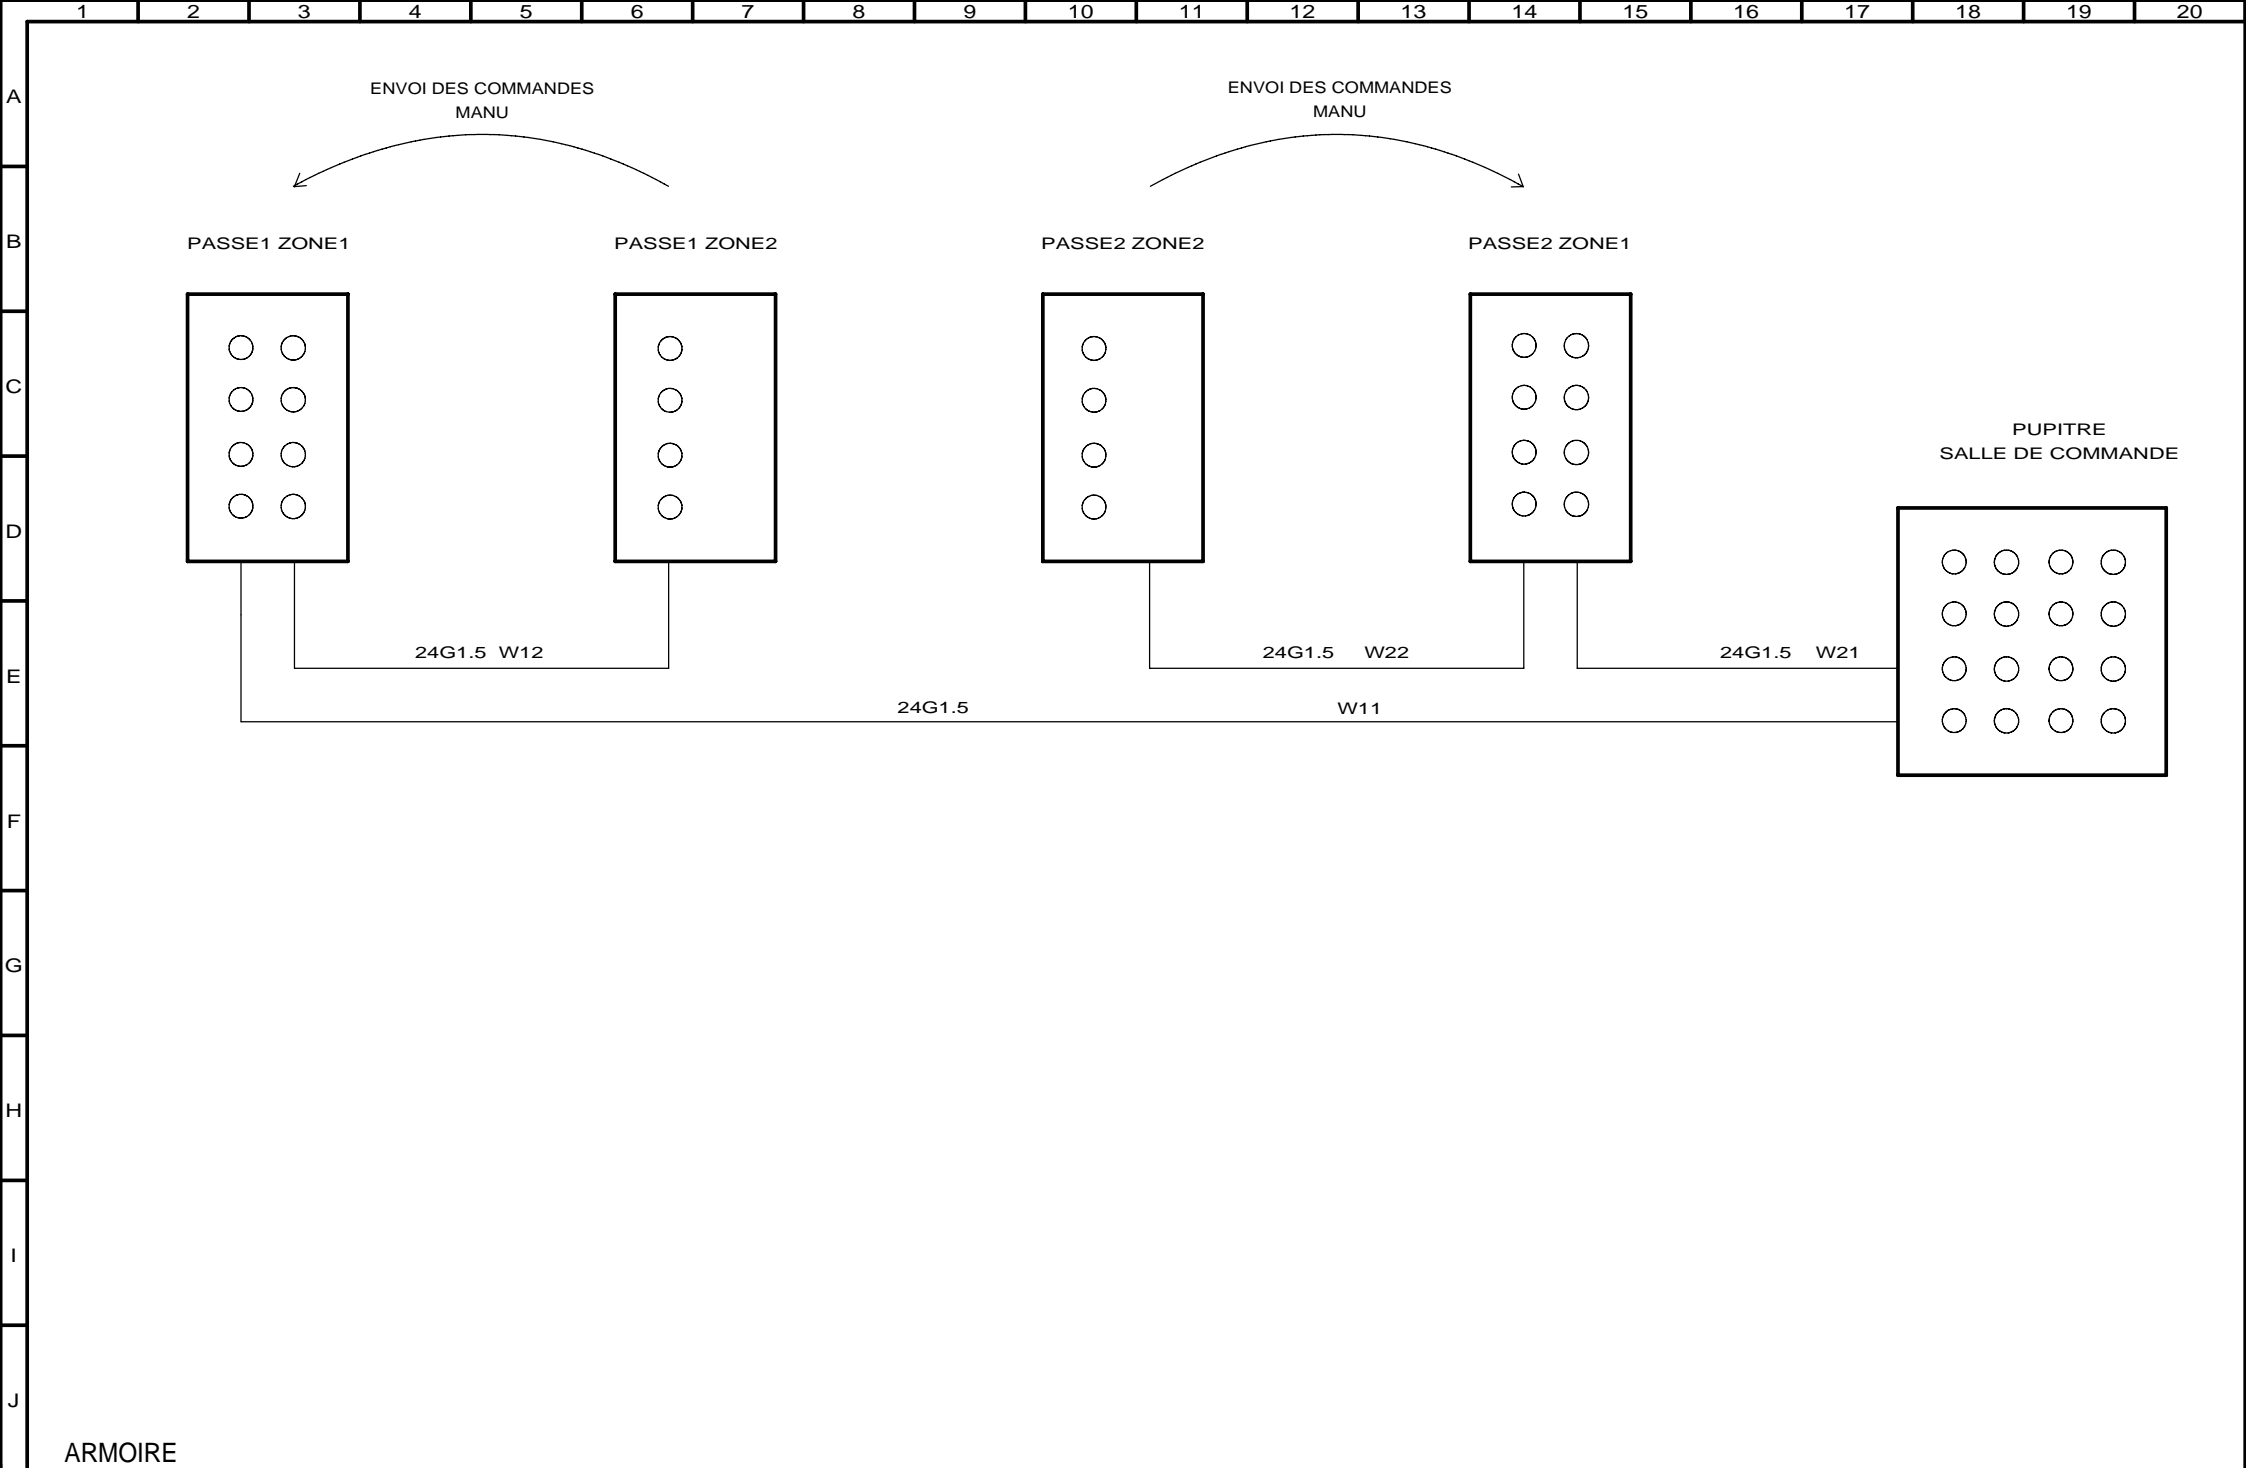 1 2 3 4 5 6 7 8 9 10 11 12 13 14 15 16 17 18 19 20
A
ENVOI DES COMMANDES
MANU
ENVOI DES COMMANDES
MANU
B
PASSE1 ZONE1
PASSE1 ZONE2
PASSE2 ZONE2
PASSE2 ZONE1
C
PUPITRE
SALLE DE COMMANDE
D
24G1.5 W12
24G1.5 W22
24G1.5 W21
E
24G1.5 W11
F
G
H
I
J
ARMOIRE